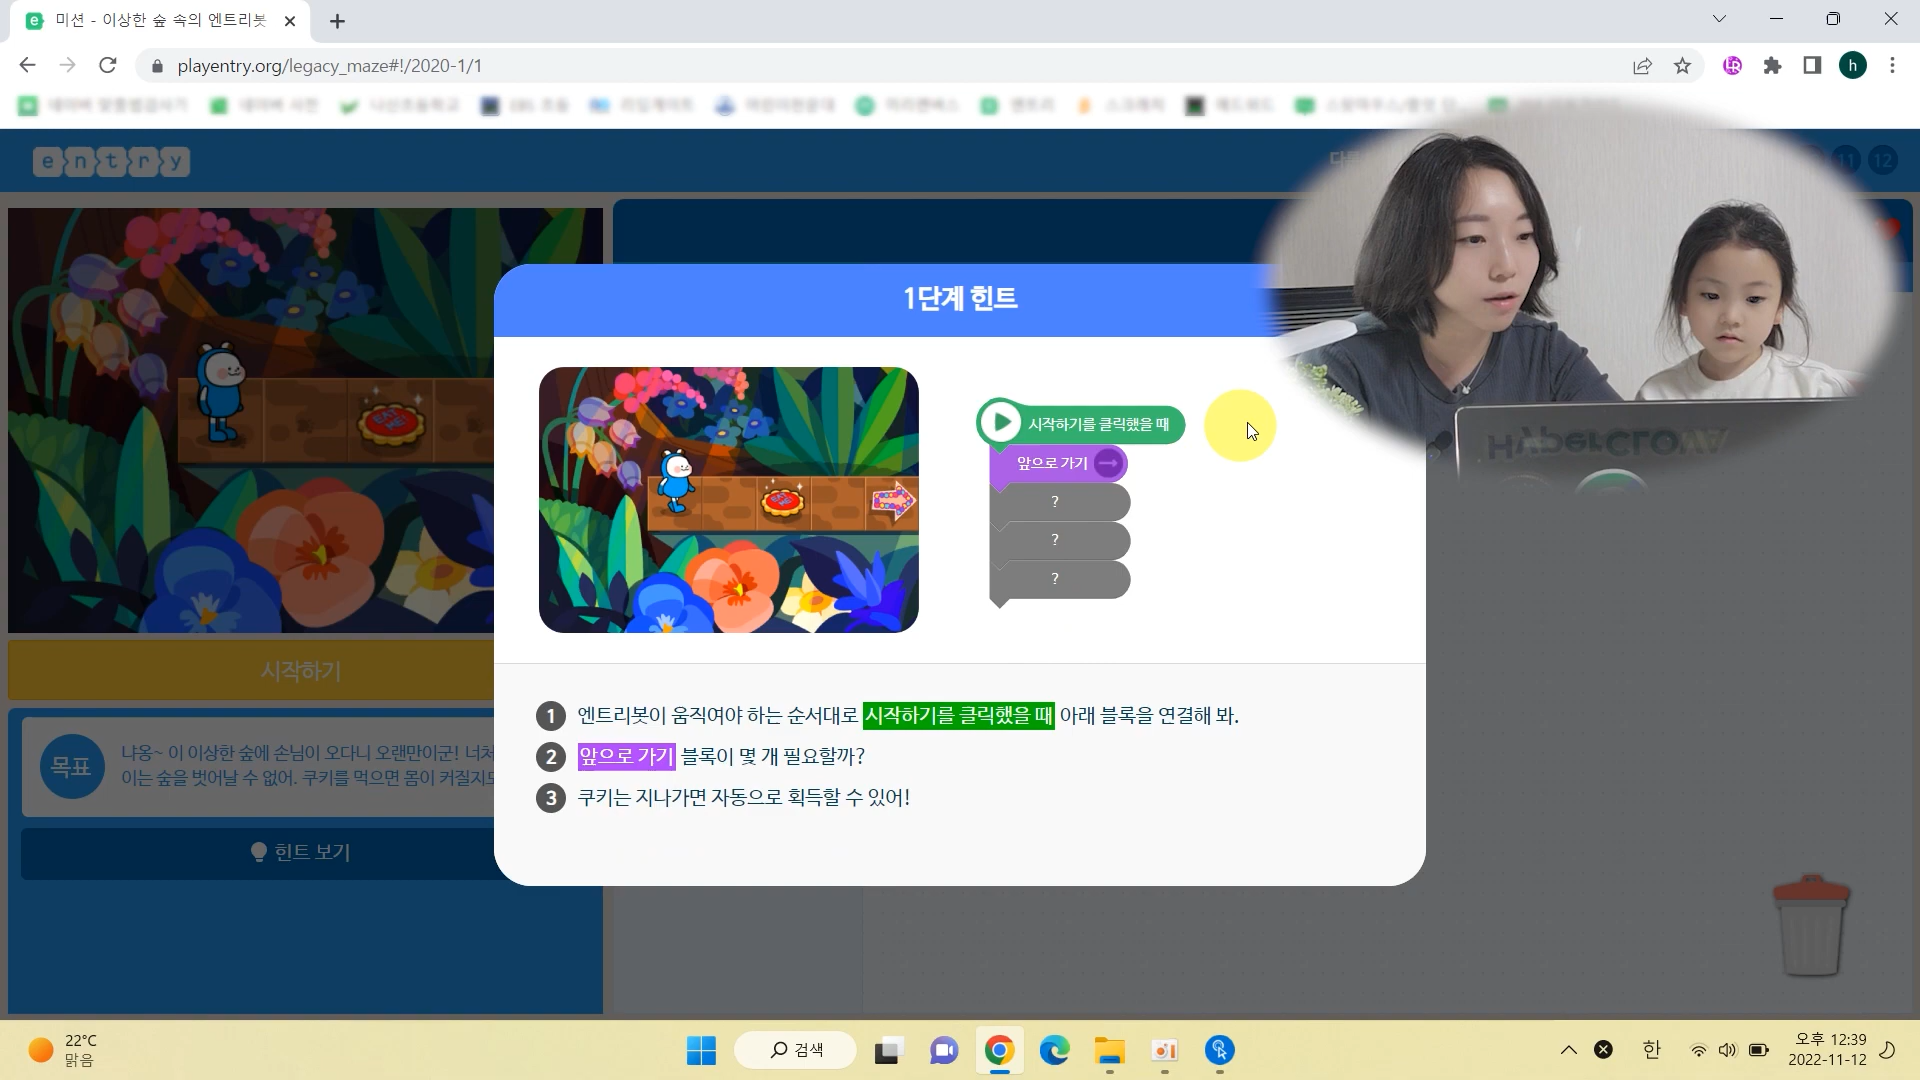 미션 - 이상한 숲 속의 엔트리봇
playentry.org/legacy_maze#!/2020-1/1
h
entry
11 12
1단계 힌트
EAT ME!
EAT ME!
시작하기를 클릭했을 때
앞으로 가기
?
?
?
시작하기
1 엔트리봇이 움직여야 하는 순서대로 시작하기를 클릭했을 때 아래 블록을 연결해 봐.
2 앞으로 가기 블록이 몇 개 필요할까?
3 쿠키는 지나가면 자동으로 획득할 수 있어!
목표
냐옹~ 이 이상한 숲에 손님이 오다니 오랜만이군! 너처
이는 숲을 벗어날 수 없어. 쿠키를 먹으면 몸이 커질지도
힌트 보기
22°C
맑음
검색
한
오후 12:39
2022-11-12